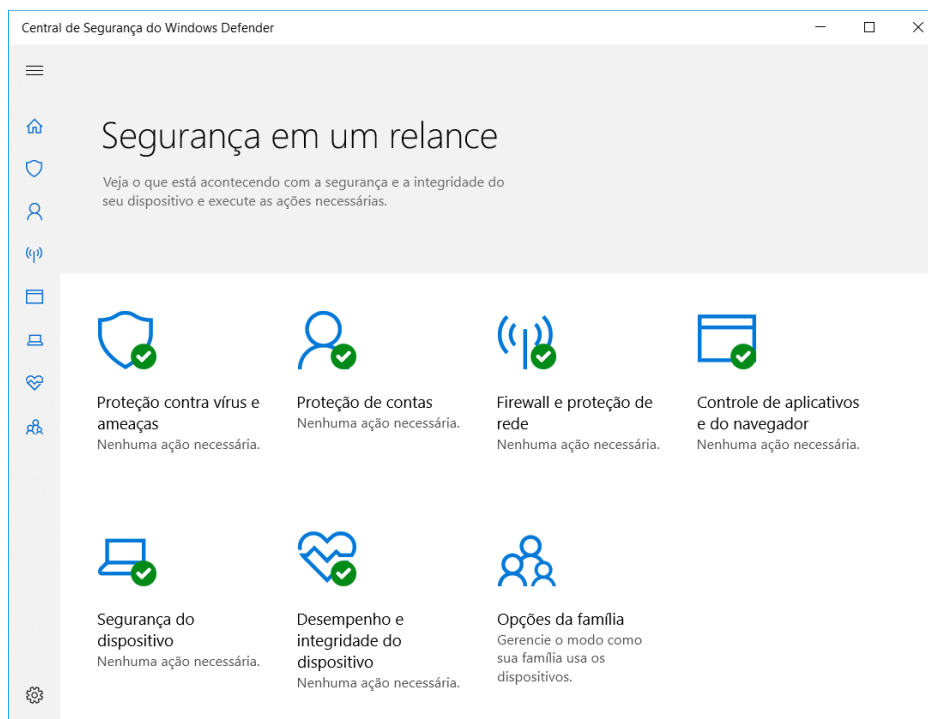 Central de Segurança do Windows Defender
Segurança em um relance
Veja o que está acontecendo com a segurança e a integridade do
seu dispositivo e execute as ações necessárias.
Proteção contra vírus e
ameaças
Nenhuma ação necessária.
Proteção de contas
Nenhuma ação necessária.
Firewall e proteção de
rede
Nenhuma ação necessária.
Controle de aplicativos
e do navegador
Nenhuma ação necessária.
Segurança do
dispositivo
Nenhuma ação necessária.
Desempenho e
integridade do
dispositivo
Nenhuma ação necessária.
Opções da família
Gerencie o modo como
sua família usa os
dispositivos.